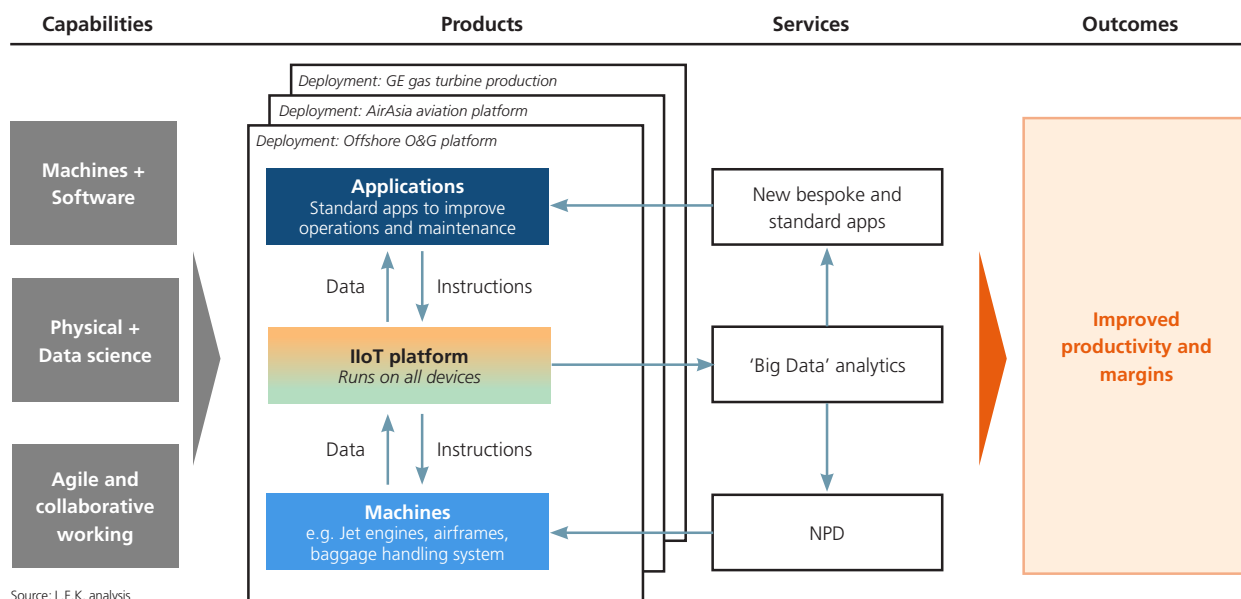 Capabilities
Products
Services
Outcomes
Deployment: GE gas turbine production
Deployment: AirAsia aviation platform
Deployment: Offshore O&G platform
Machines +
Software
Physical +
Data science
Agile and
collaborative
working
Applications
Standard apps to improve
operations and maintenance
Data
Instructions
IIoT platform
Runs on all devices
Data
Instructions
Machines
e.g. Jet engines, airframes,
baggage handling system
New bespoke and
standard apps
‘Big Data’ analytics
NPD
Improved
productivity and
margins
Source: L.E.K. analysis